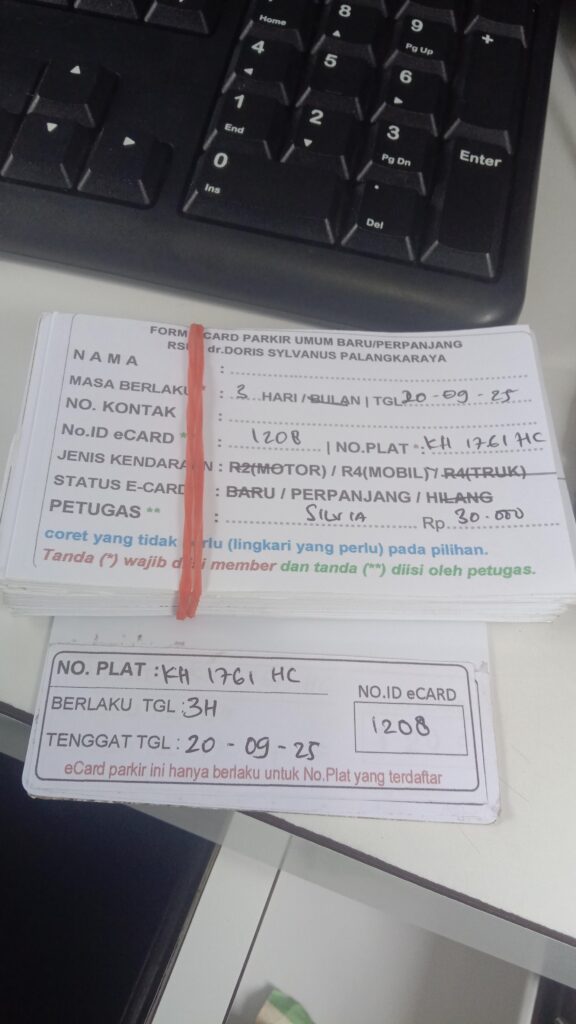 Home
8
9
Pg Up
+
4
5
6
1
End
2
3
Pg Dn
Enter
0
Ins
.
Del
FORM CARD PARKIR UMUM BARU/PERPANJANG
RSU dr.DORIS SYLVANUS PALANGKARAYA
NAMA :
MASA BERLAKU * : 3 HARI / BULAN | TGL 20-09-25
NO. KONTAK :
No.ID eCARD * : 1208 | NO.PLAT * : KH 1761 HC
JENIS KENDARAAN : R2(MOTOR) / R4(MOBIL) / R4(TRUK)
STATUS E-CARD : BARU / PERPANJANG / HILANG
PETUGAS ** : SILVIA Rp 30.000
coret yang tidak perlu (lingkari yang perlu) pada pilihan.
Tanda (*) wajib diisi member dan tanda (**) diisi oleh petugas.
NO. PLAT : KH 1761 HC
BERLAKU TGL : 3H
NO.ID eCARD
1208
TENGGAT TGL : 20 - 09 - 25
eCard parkir ini hanya berlaku untuk No.Plat yang terdaftar